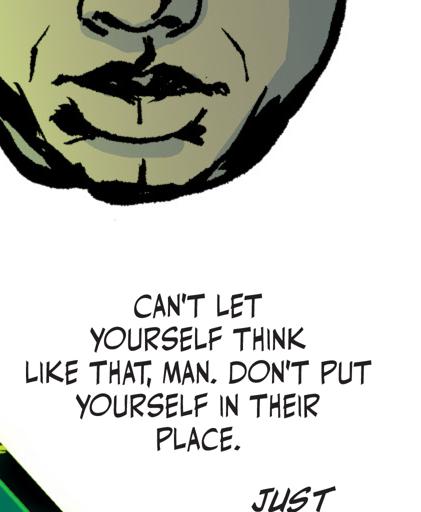 CAN'T LET
YOURSELF THINK
LIKE THAT, MAN. DON'T PUT
YOURSELF IN THEIR
PLACE.
JUST